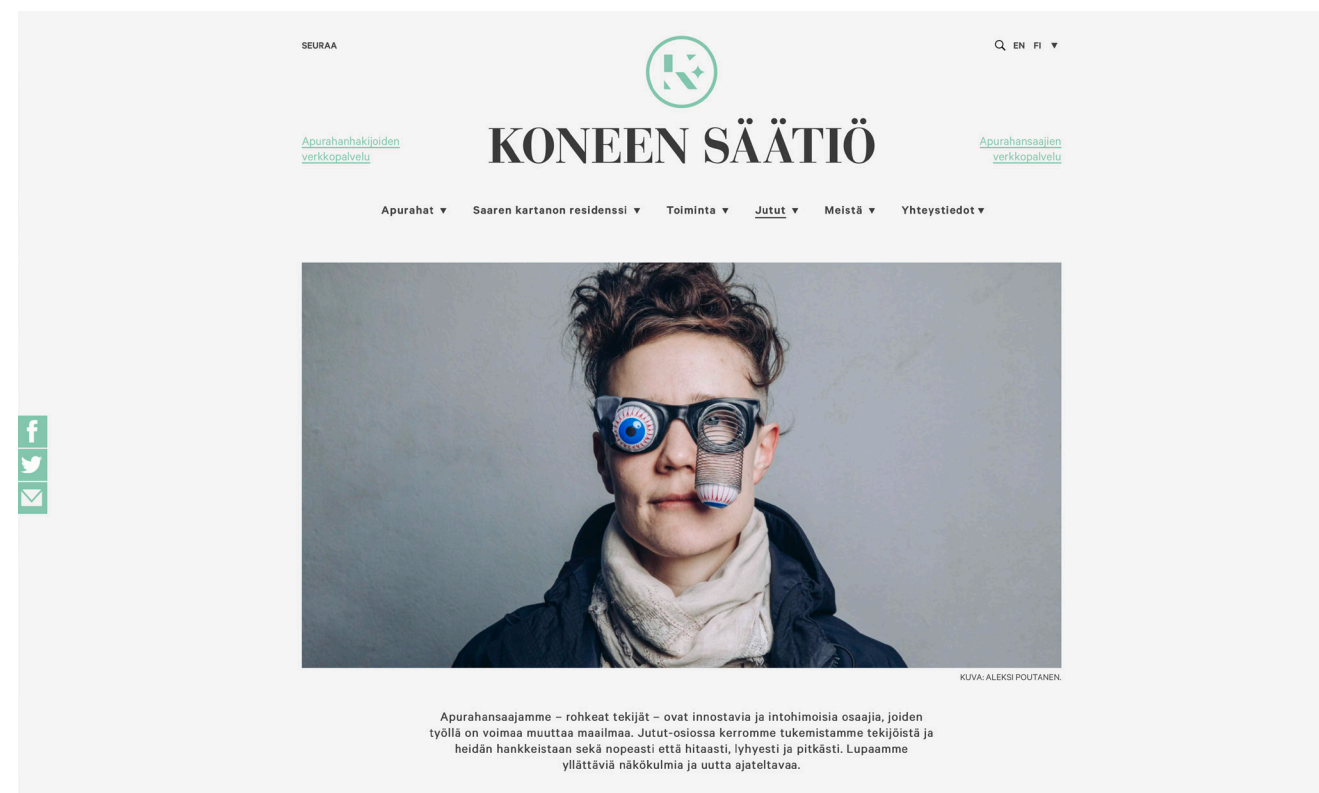 SEURAA
EN FI
Apurahanhakijoiden
verkkopalvelu
KONEEN SÄÄTIÖ
Apurahansaajien
verkkopalvelu
Apurahat Saaren kartanon residenssi Toiminta Jutut Meistä Yhteystiedot
KUVA: ALEKSI POUTANEN.
Apurahansaajamme – rohkeat tekijät – ovat innostavia ja intohimoisia osaajia, joiden
työllä on voimaa muuttaa maailmaa. Jutut-osiossa kerromme tukemistamme tekijöistä ja
heidän hankkeistaan sekä nopeasti että hitaasti, lyhyesti ja pitkästi. Lupaamme
yllättäviä näkökulmia ja uutta ajateltavaa.